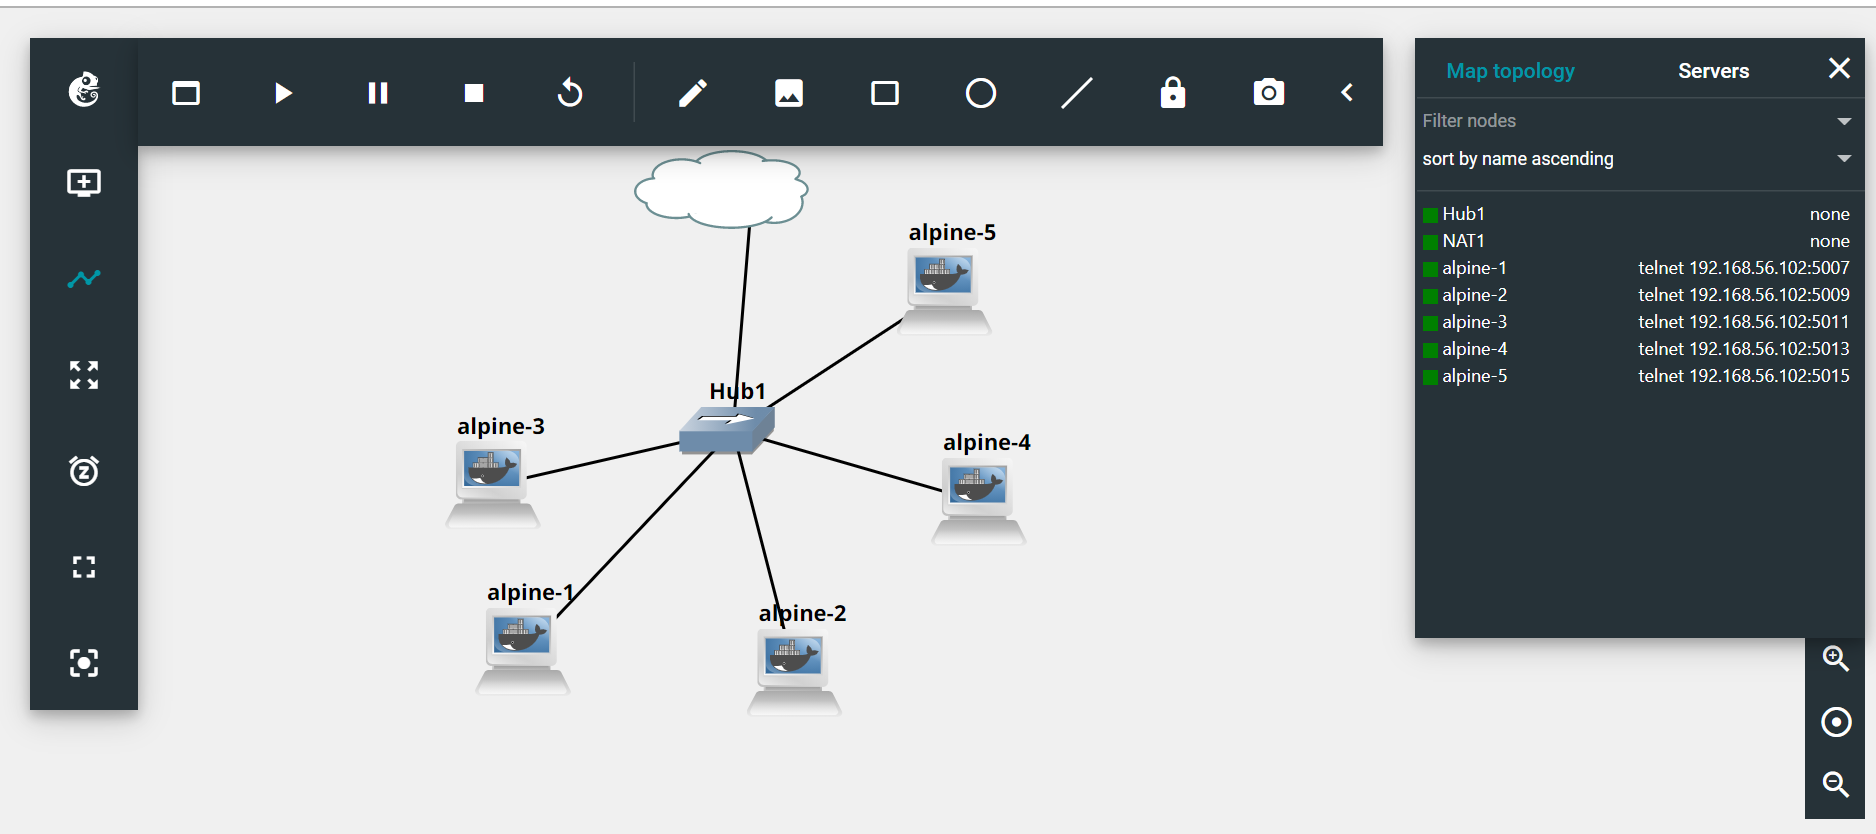 Map topology Servers
Filter nodes
sort by name ascending
Hub1 none
NAT1 none
alpine-1 telnet 192.168.56.102:5007
alpine-2 telnet 192.168.56.102:5009
alpine-3 telnet 192.168.56.102:5011
alpine-4 telnet 192.168.56.102:5013
alpine-5 telnet 192.168.56.102:5015
alpine-5
Hub1
alpine-3
alpine-4
alpine-1
alpine-2